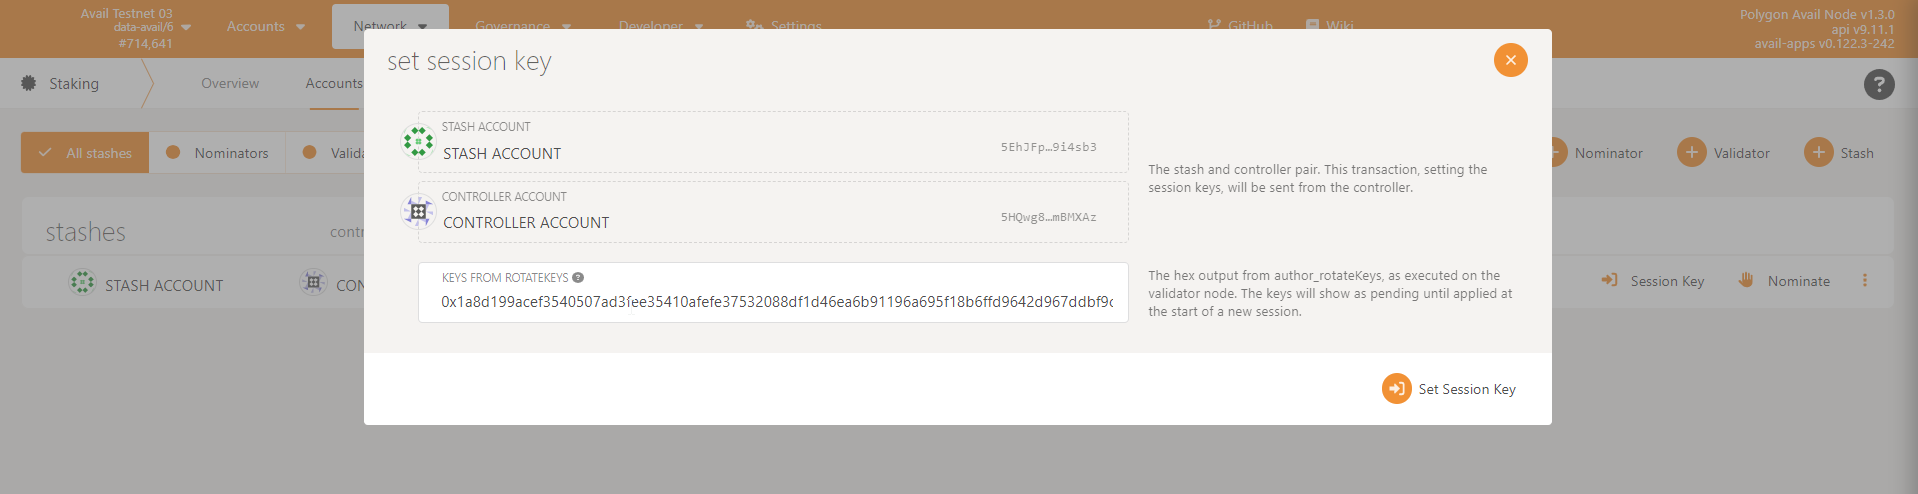 Avail Testnet 03
data-avail/6
#714,641
Accounts
Network
Governance
Developer
Settings
GitHub
Wiki
Polygon Avail Node v1.3.0
api v9.11.1
avail-apps v0.122.3-242
set session key
Staking
Overview
Accounts
?
STASH ACCOUNT
STASH ACCOUNT
5EhJFp...9i4sb3
The stash and controller pair. This transaction, setting the
session keys, will be sent from the controller.
All stashes
Nominators
Valida
Nominator
Validator
Stash
CONTROLLER ACCOUNT
CONTROLLER ACCOUNT
5HQwg8...mBMXAz
stashes
contr
KEYS FROM ROTATEKEYS ?
0x1a8d199acef3540507ad3fee35410afefe37532088df1d46ea6b91196a695f18b6ffd9642d967ddbf9c
The hex output from author_rotateKeys, as executed on the
validator node. The keys will show as pending until applied at
the start of a new session.
STASH ACCOUNT
CON
Session Key
Nominate
Set Session Key